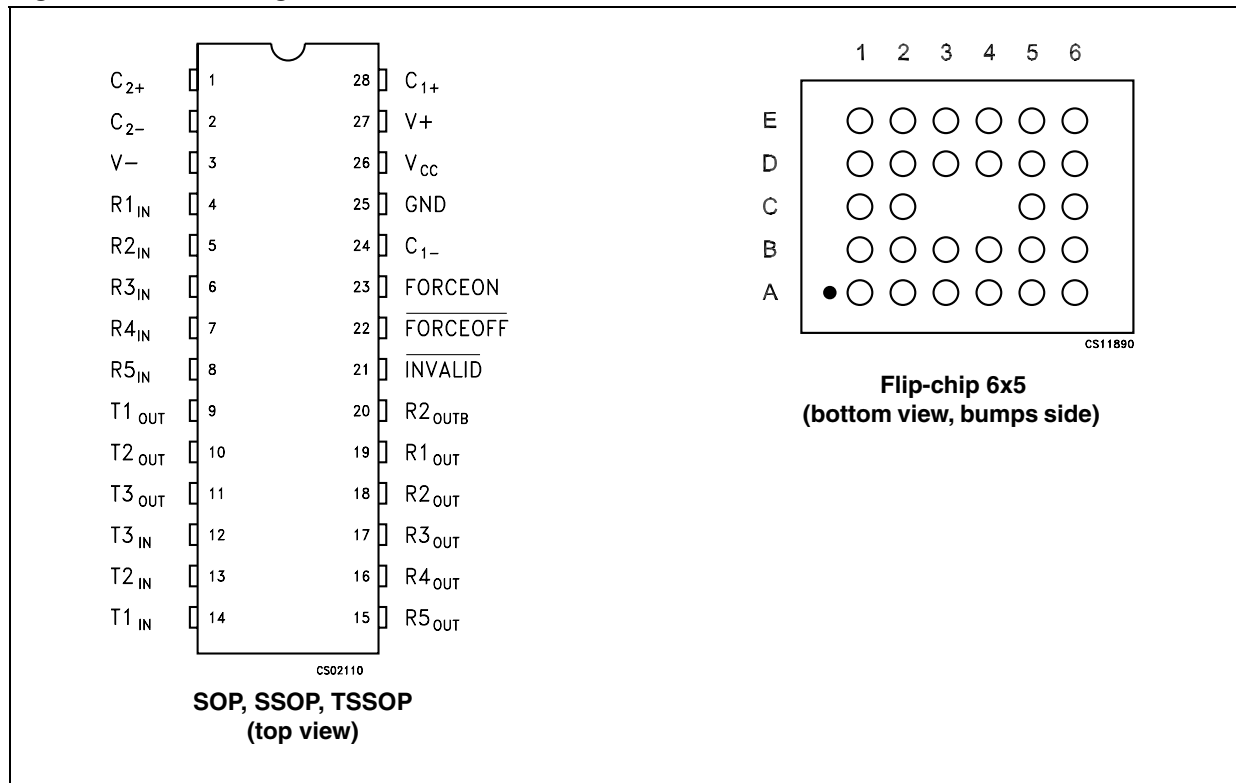 C2+ 1 28 C1+
C2- 2 27 V+
V- 3 26 VCC
R1IN 4 25 GND
R2IN 5 24 C1-
R3IN 6 23 FORCEON
R4IN 7 22 FORCEOFF
R5IN 8 21 INVALID
T1OUT 9 20 R2OUTB
T2OUT 10 19 R1OUT
T3OUT 11 18 R2OUT
T3IN 12 17 R3OUT
T2IN 13 16 R4OUT
T1IN 14 15 R5OUT
CS02110
SOP, SSOP, TSSOP
(top view)
1 2 3 4 5 6
E
D
C
B
A
CS11890
Flip-chip 6x5
(bottom view, bumps side)